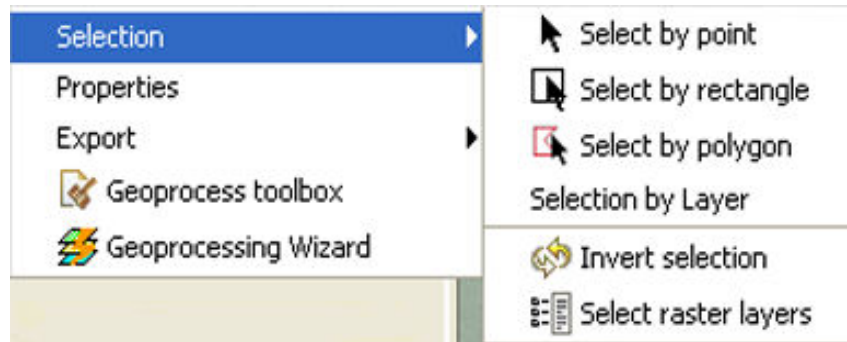 Selection
Properties
Export
Geoprocess toolbox
Geoprocessing Wizard
Select by point
Select by rectangle
Select by polygon
Selection by Layer
Invert selection
Select raster layers